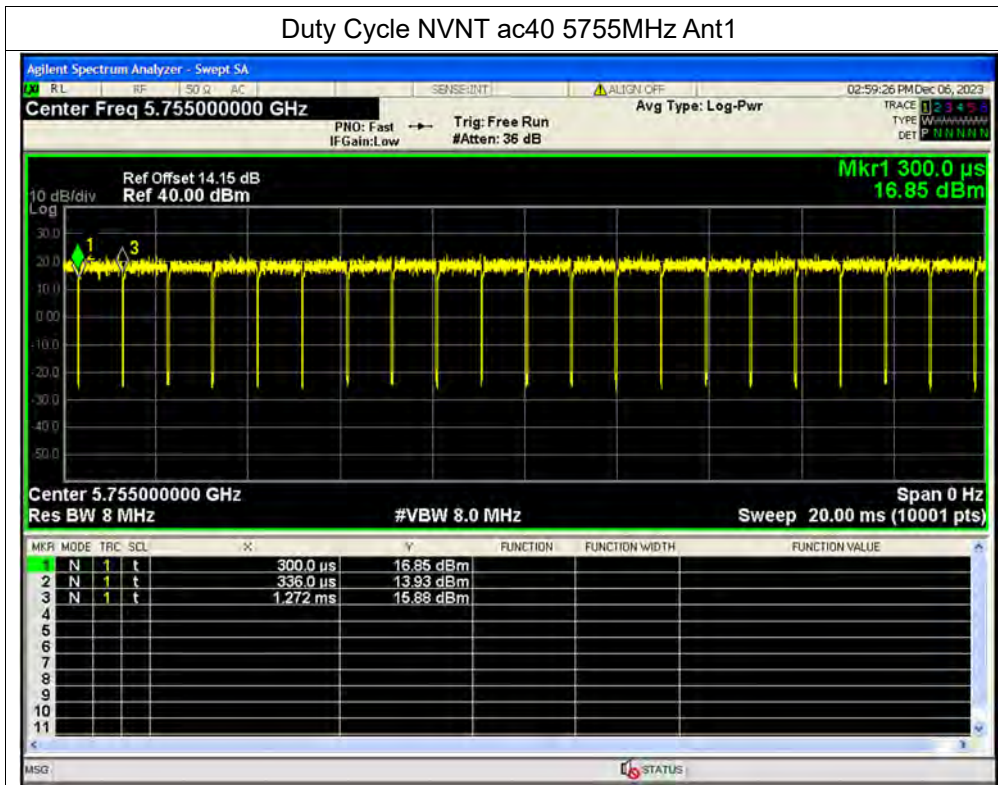 Duty Cycle NVNT ac40 5755MHz Ant1
Agilent Spectrum Analyzer - Swept SA
RL RF 50 Ω AC SENSE:INT ALIGN OFF 02:59:26 PM Dec 06, 2023
Center Freq 5.755000000 GHz Avg Type: Log-Pwr TRACE 1 2 3 4 5 6
PNO: Fast Trig: Free Run TYPE W
IFGain:Low #Atten: 36 dB DET P N N N N N
Mkr1 300.0 µs
16.85 dBm
Ref Offset 14.15 dB
10 dB/div Ref 40.00 dBm
Log
30.0
1 3
20.0
10.0
0.00
-10.0
-20.0
-30.0
-40.0
-50.0
Center 5.755000000 GHz Span 0 Hz
Res BW 8 MHz #VBW 8.0 MHz Sweep 20.00 ms (10001 pts)
MKR MODE TRC SCL X Y FUNCTION FUNCTION WIDTH FUNCTION VALUE
1 N 1 t 300.0 µs 16.85 dBm
2 N 1 t 336.0 µs 13.93 dBm
3 N 1 t 1.272 ms 15.88 dBm
4
5
6
7
8
9
10
11
MSG STATUS